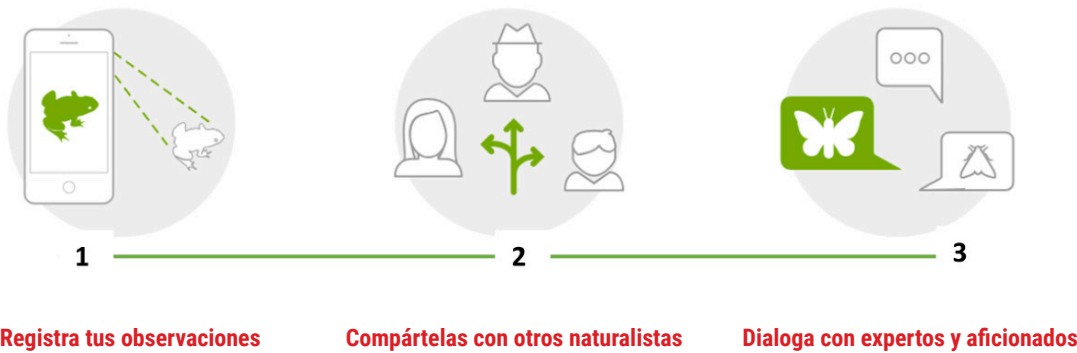 1
2
3
Registra tus observaciones
Compártelas con otros naturalistas
Dialoga con expertos y aficionados